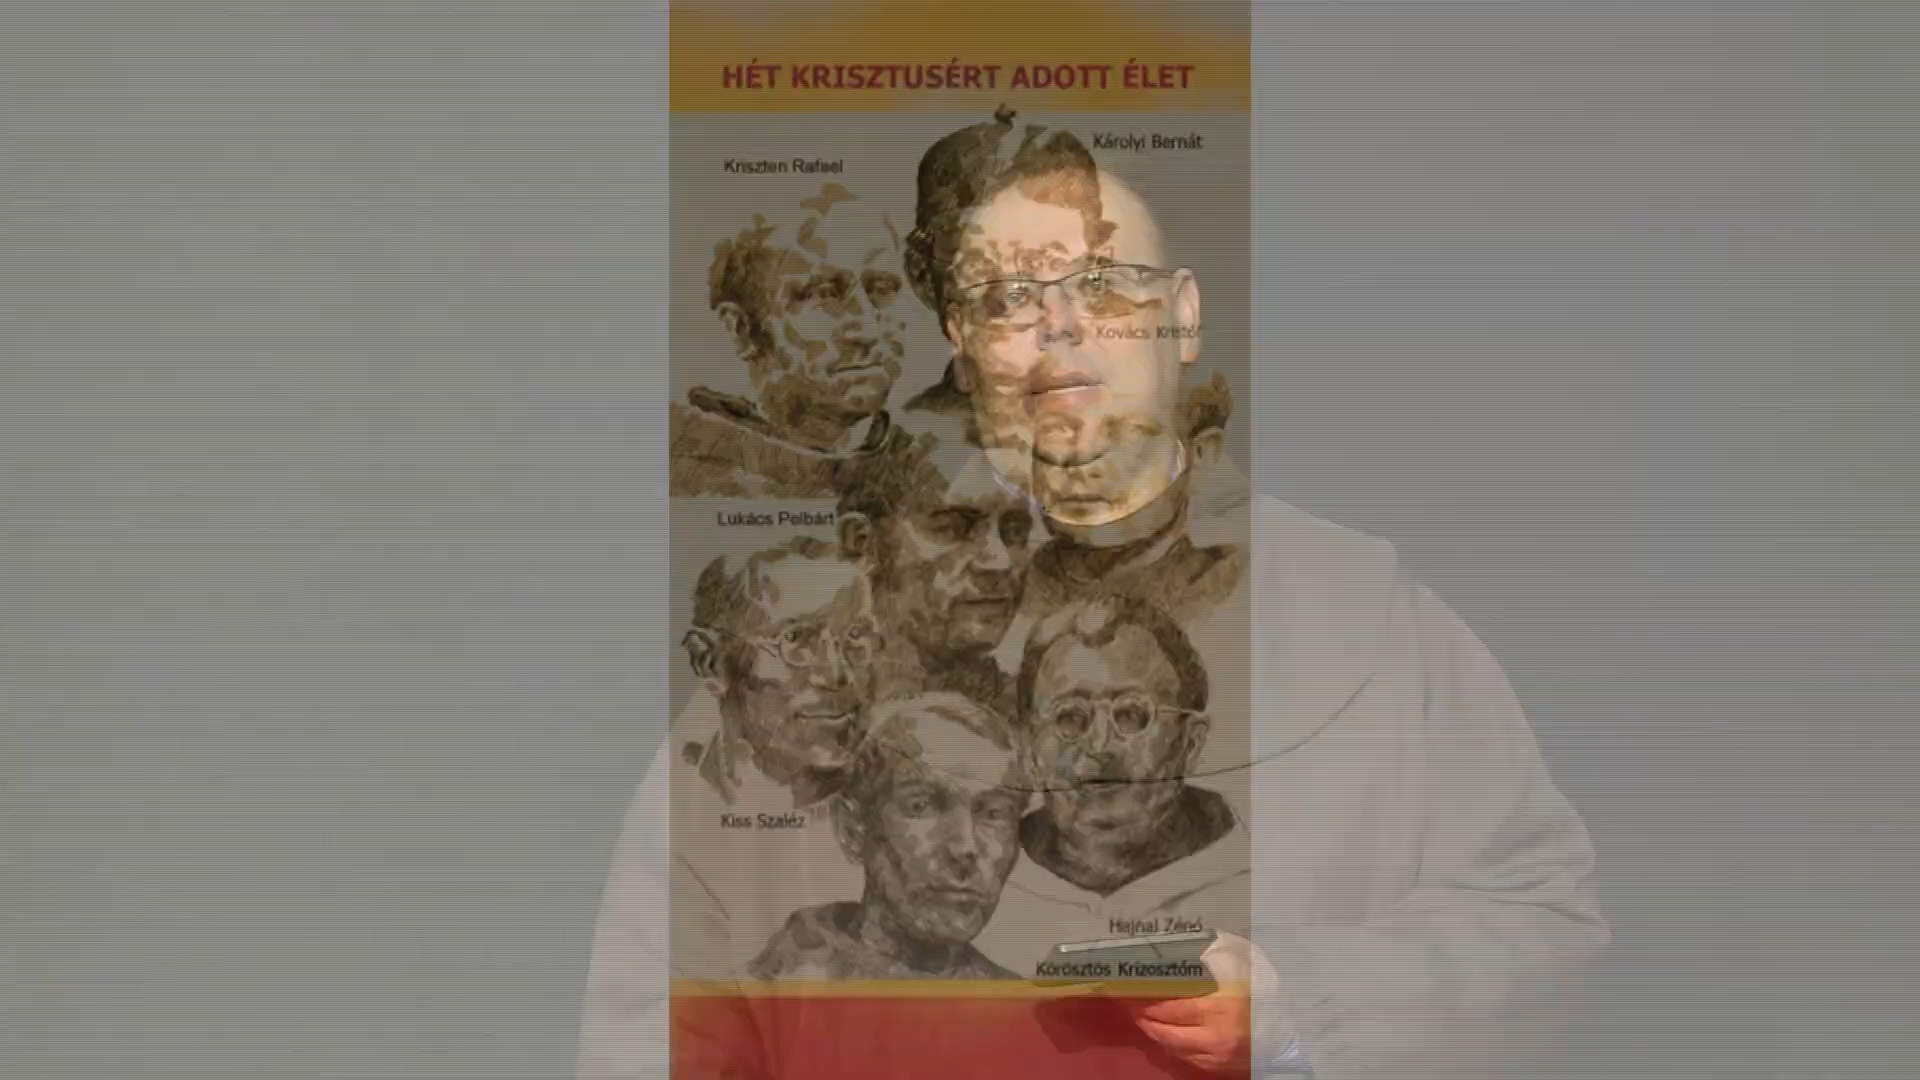 HÉT KRISZTUSÉRT ADOTT ÉLET
Károlyi Bernát
Kriszten Rafael
Kovács Kristóf
Lukács Pelbárt
Kiss Szaléz
Hajnal Zénó
Körösztös Krizosztóm